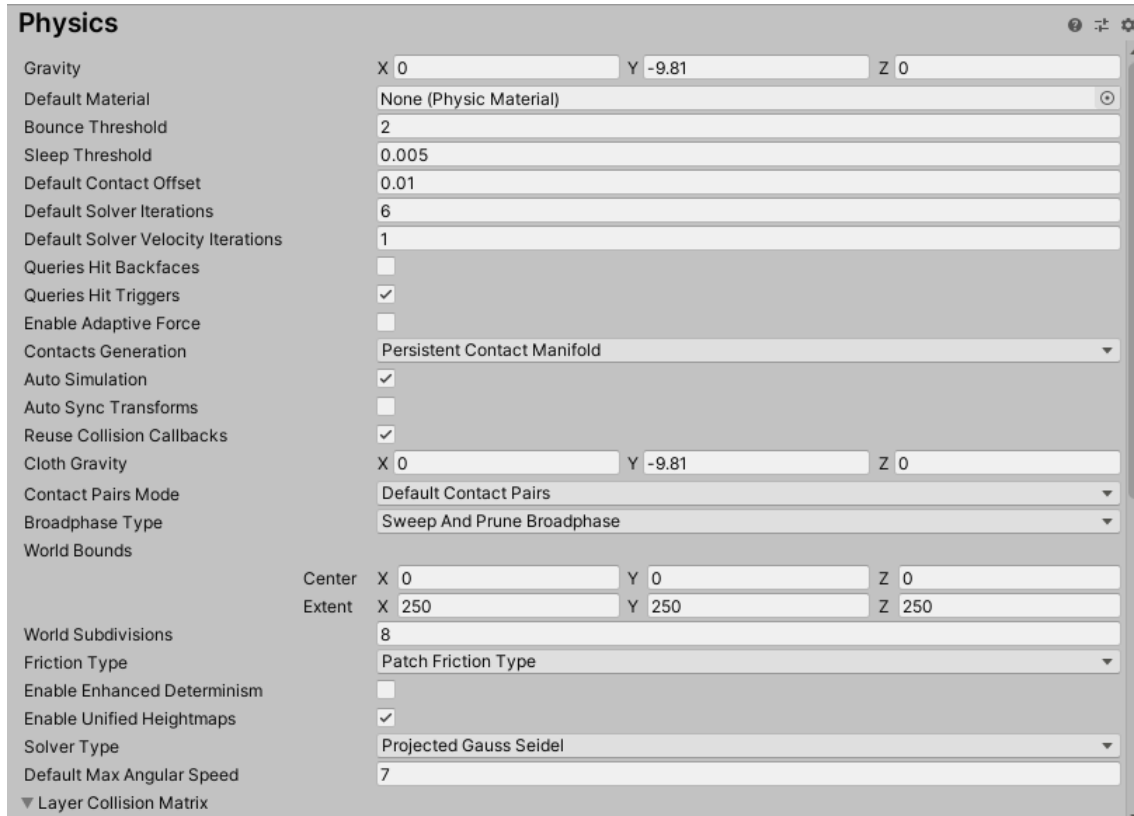 Physics
Gravity X 0 Y -9.81 Z 0
Default Material None (Physic Material)
Bounce Threshold 2
Sleep Threshold 0.005
Default Contact Offset 0.01
Default Solver Iterations 6
Default Solver Velocity Iterations 1
Queries Hit Backfaces
Queries Hit Triggers
Enable Adaptive Force
Contacts Generation Persistent Contact Manifold
Auto Simulation
Auto Sync Transforms
Reuse Collision Callbacks
Cloth Gravity X 0 Y -9.81 Z 0
Contact Pairs Mode Default Contact Pairs
Broadphase Type Sweep And Prune Broadphase
World Bounds
Center X 0 Y 0 Z 0
Extent X 250 Y 250 Z 250
World Subdivisions 8
Friction Type Patch Friction Type
Enable Enhanced Determinism
Enable Unified Heightmaps
Solver Type Projected Gauss Seidel
Default Max Angular Speed 7
Layer Collision Matrix